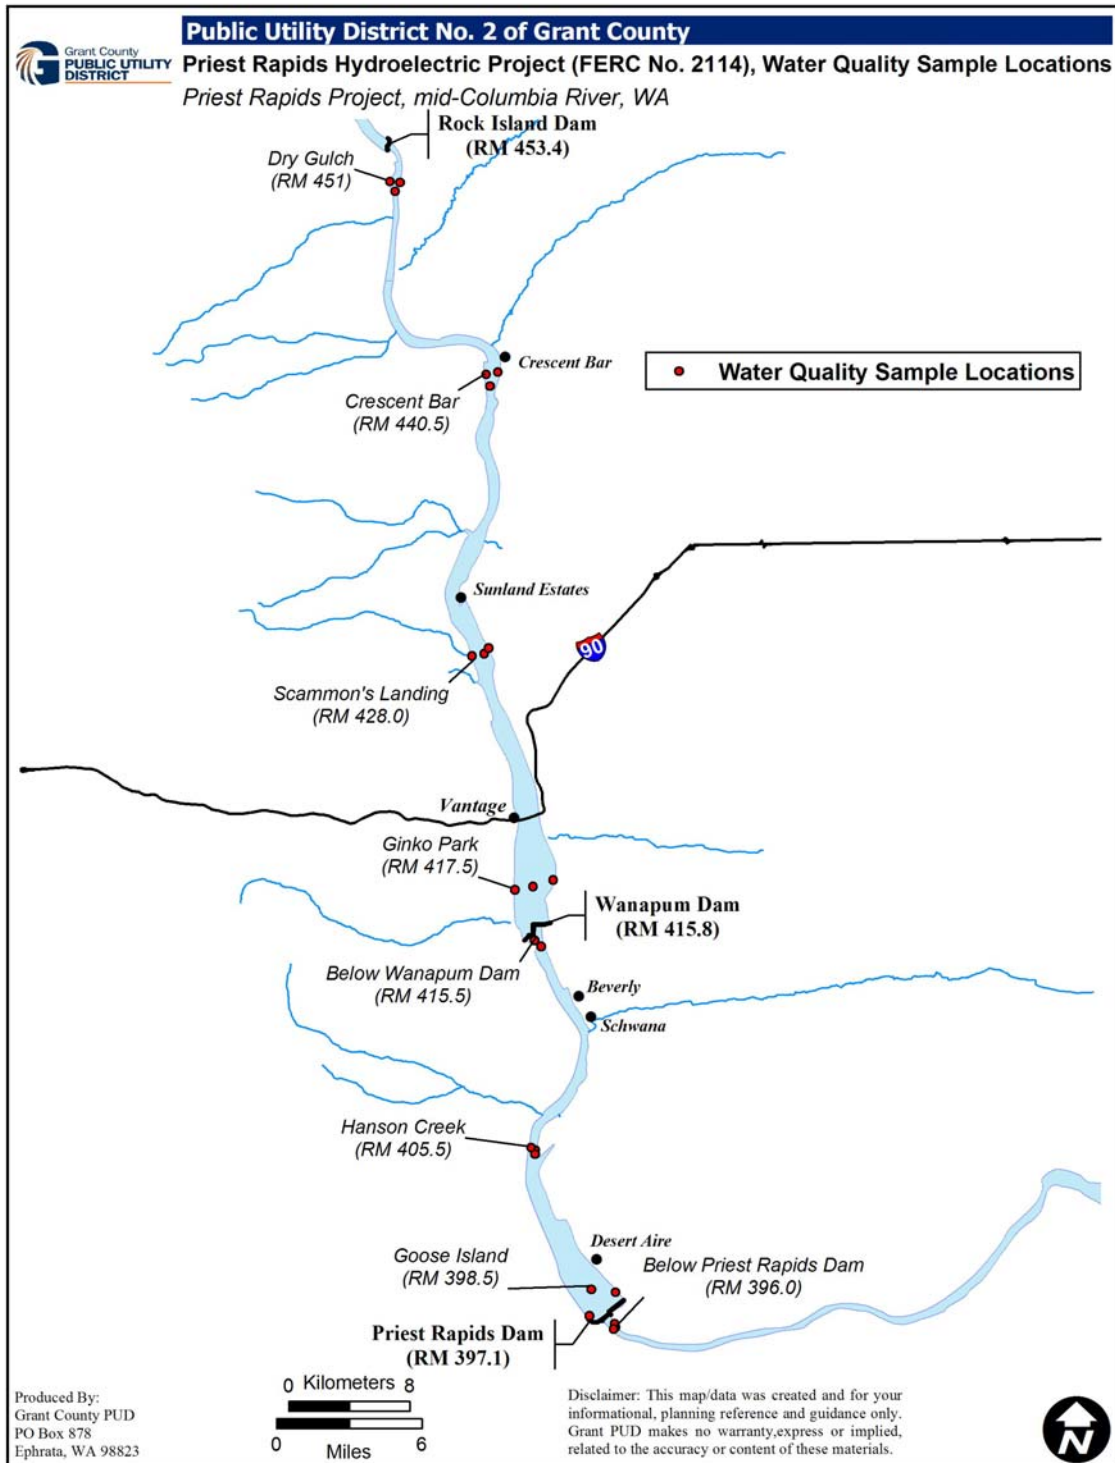 Public Utility District No. 2 of Grant County
Grant County
PUBLIC UTILITY
DISTRICT
Priest Rapids Hydroelectric Project (FERC No. 2114), Water Quality Sample Locations
Priest Rapids Project, mid-Columbia River, WA
Rock Island Dam
(RM 453.4)
Dry Gulch
(RM 451)
Crescent Bar
Water Quality Sample Locations
Crescent Bar
(RM 440.5)
Sunland Estates
90
Scammon's Landing
(RM 428.0)
Vantage
Ginko Park
(RM 417.5)
Wanapum Dam
(RM 415.8)
Below Wanapum Dam
(RM 415.5)
Beverly
Schwana
Hanson Creek
(RM 405.5)
Desert Aire
Goose Island
(RM 398.5)
Below Priest Rapids Dam
(RM 396.0)
Priest Rapids Dam
(RM 397.1)
0 Kilometers 8
0 Miles 6
Produced By:
Grant County PUD
PO Box 878
Ephrata, WA 98823
Disclaimer: This map/data was created and for your
informational, planning reference and guidance only.
Grant PUD makes no warranty,express or implied,
related to the accuracy or content of these materials.
N